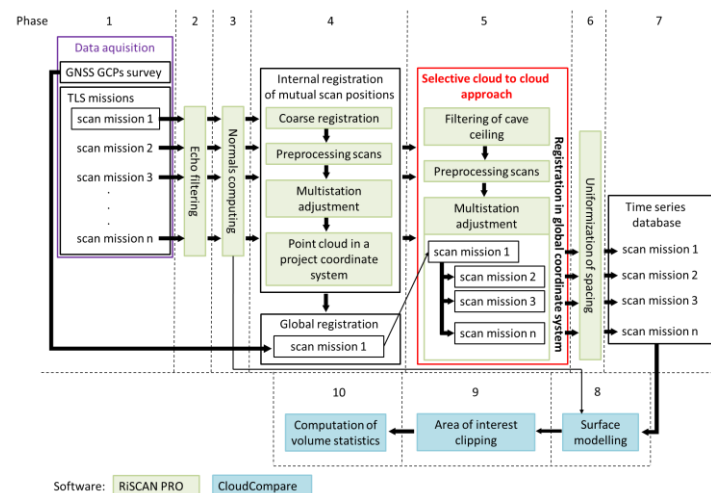 Phase 1 2 3 4 5 6 7
Data aquisition
GNSS GCPs survey
TLS missions
scan mission 1
scan mission 2
scan mission 3
.
.
.
scan mission n
Echo filtering
Normals computing
Internal registration
of mutual scan positions
Coarse registration
Preprocessing scans
Multistation
adjustment
Point cloud in a
project coordinate
system
Global registration
scan mission 1
Selective cloud to cloud
approach
Filtering of cave
ceiling
Preprocessing scans
Multistation
adjustment
scan mission 1
scan mission 2
scan mission 3
scan mission n
Registration in global
coordinate system
Uniformization of spacing
Time series
database
scan mission 1
scan mission 2
scan mission 3
scan mission n
10 9 8
Computation of
volume statistics
Area of interest
clipping
Surface
modelling
Software: RiSCAN PRO CloudCompare